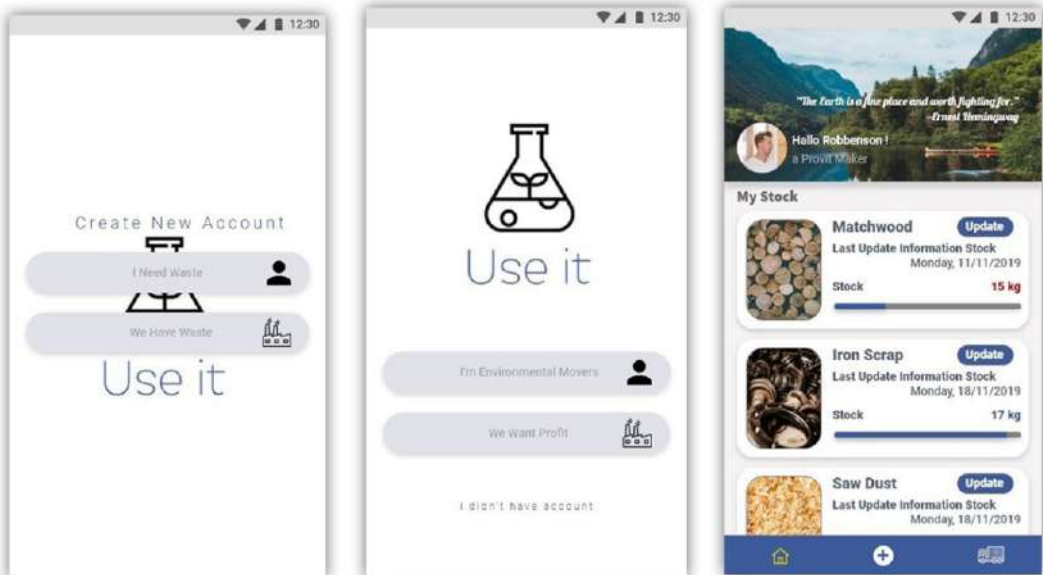 12:30
Create New Account
I Need Waste
We Have Waste
Use it
12:30
Use it
I'm Environmental Movers
We Want Profit
I didn't have account
12:30
"The Earth is a fine place and worth fighting for."
-Ernest Hemingway
Hallo Robbenson !
a Provit Maker
My Stock
Matchwood
Update
Last Update Information Stock
Monday, 11/11/2019
Stock
15 kg
Iron Scrap
Update
Last Update Information Stock
Monday, 18/11/2019
Stock
17 kg
Saw Dust
Update
Last Update Information Stock
Monday, 18/11/2019